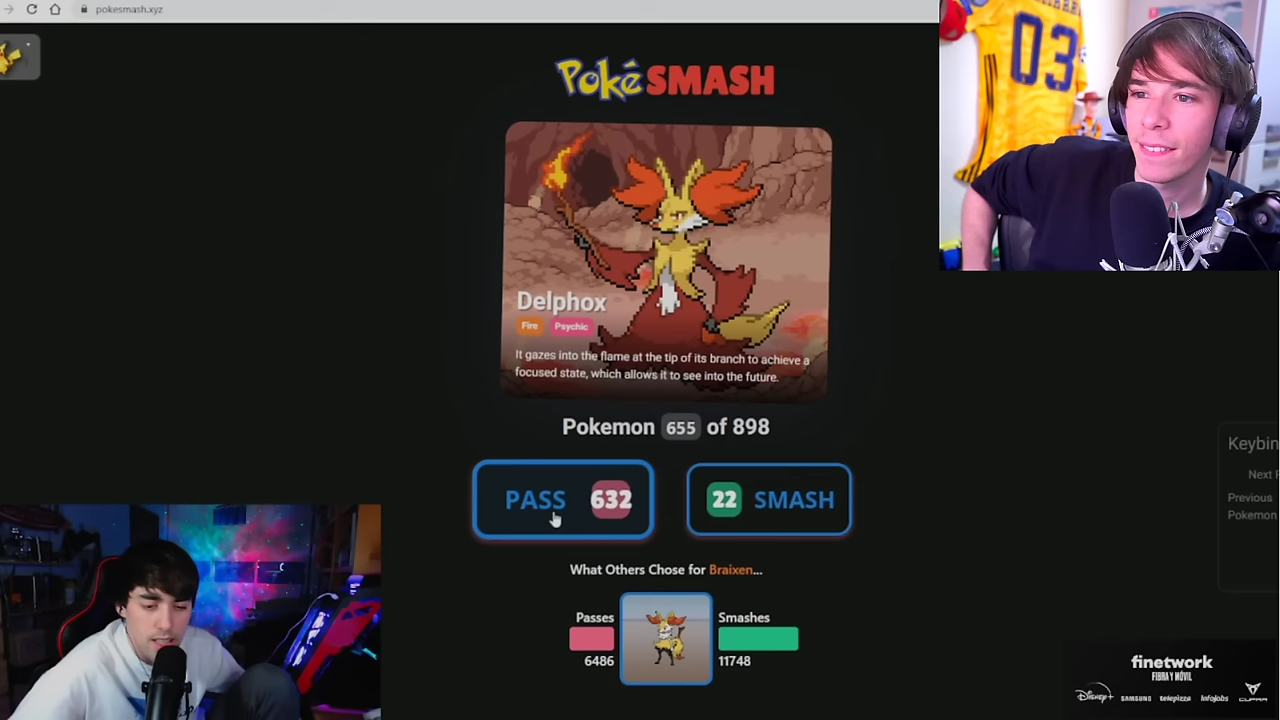 pokesmash.xyz
PokéSMASH
03
Delphox
Fire Psychic
It gazes into the flame at the tip of its branch to achieve a
focused state, which allows it to see into the future.
Pokemon 655 of 898
PASS 632
22 SMASH
What Others Chose for Braixen...
Passes
6486
Smashes
11748
Keybin
Next P
Previous
Pokemon
finetwork
FIBRA Y MÓVIL
Disney+ SAMSUNG telepizza InfoJobs CUPRA